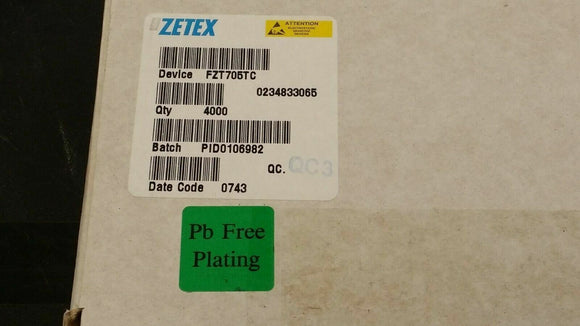 ZETEX
ATTENTION
Device FZT705TC
0234833065
Qty 4000
Batch PID0106982
QC. QC3
Date Code 0743
Pb Free
Plating